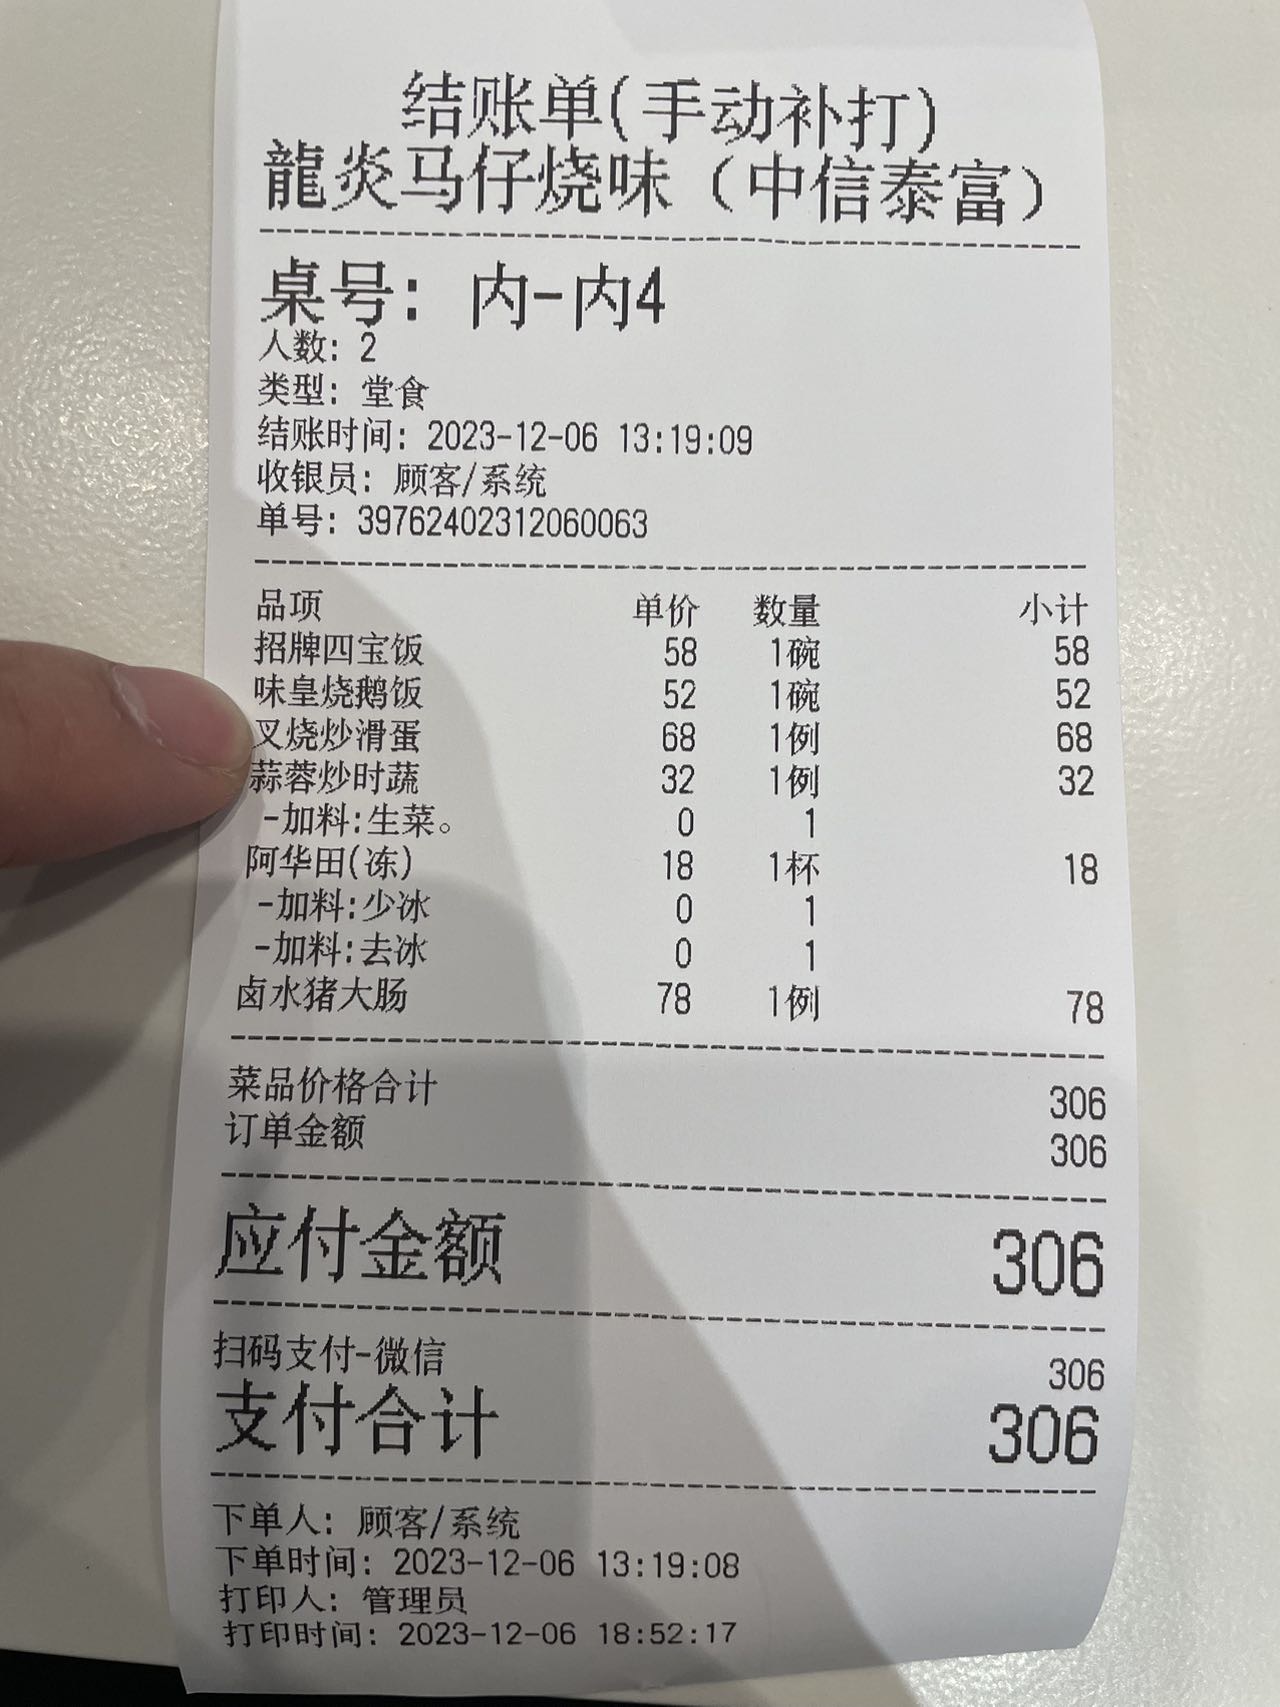 结账单(手动补打)
龍炎马仔烧味（中信泰富）
桌号: 内-内4
人数: 2
类型: 堂食
结账时间: 2023-12-06 13:19:09
收银员: 顾客/系统
单号: 39762402312060063
品项 单价 数量 小计
招牌四宝饭 58 1碗 58
味皇烧鹅饭 52 1碗 52
叉烧炒滑蛋 68 1例 68
蒜蓉炒时蔬 32 1例 32
-加料:生菜。 0 1
阿华田(冻) 18 1杯 18
-加料:少冰 0 1
-加料:去冰 0 1
卤水猪大肠 78 1例 78
菜品价格合计 306
订单金额 306
应付金额 306
扫码支付-微信 306
支付合计 306
下单人: 顾客/系统
下单时间: 2023-12-06 13:19:08
打印人: 管理员
打印时间: 2023-12-06 18:52:17